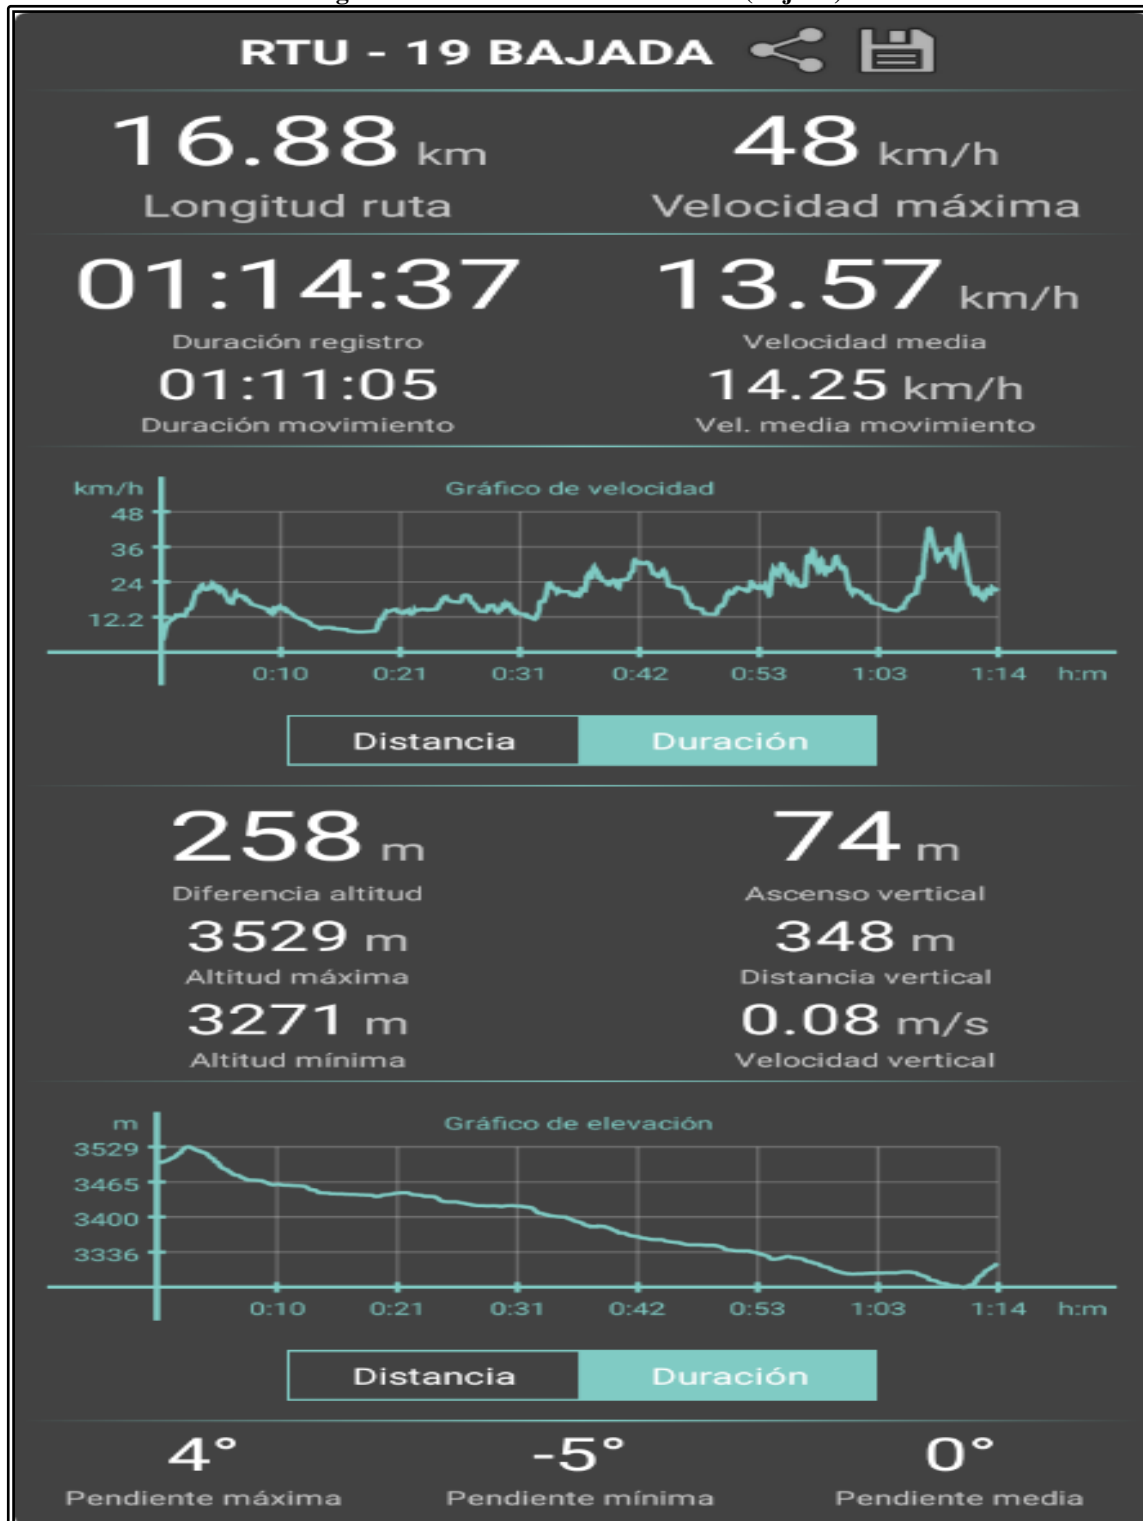 RTU - 19 BAJADA
16.88 km 48 km/h
Longitud ruta Velocidad máxima
01:14:37 13.57 km/h
Duración registro Velocidad media
01:11:05 14.25 km/h
Duración movimiento Vel. media movimiento
km/h Gráfico de velocidad
48
36
24
12.2
0:10 0:21 0:31 0:42 0:53 1:03 1:14 h:m
Distancia Duración
258 m 74 m
Diferencia altitud Ascenso vertical
3529 m 348 m
Altitud máxima Distancia vertical
3271 m 0.08 m/s
Altitud mínima Velocidad vertical
m Gráfico de elevación
3529
3465
3400
3336
0:10 0:21 0:31 0:42 0:53 1:03 1:14 h:m
Distancia Duración
4° -5° 0°
Pendiente máxima Pendiente mínima Pendiente media